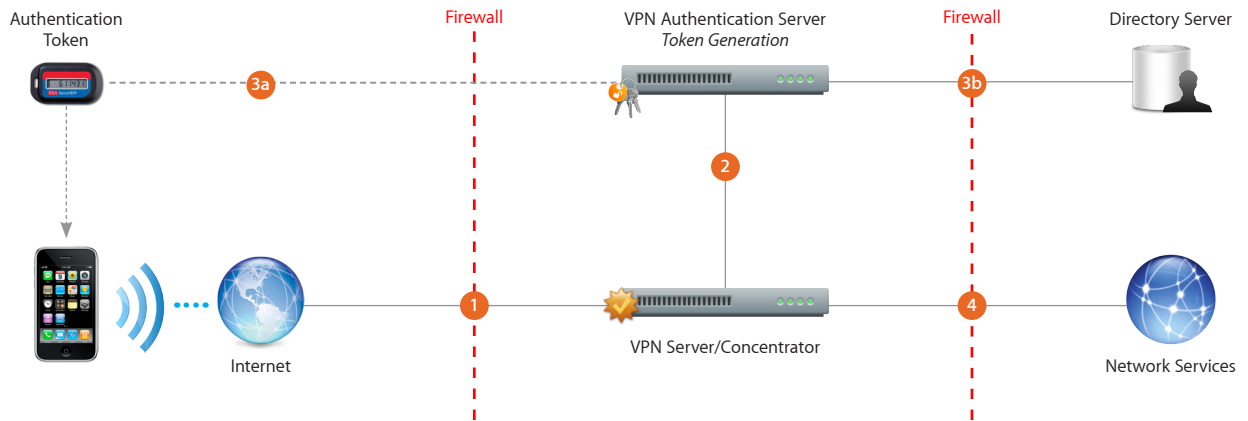 Authentication
Token
Firewall
VPN Authentication Server
Token Generation
Firewall
Directory Server
3a
3b
2
1
4
Internet
VPN Server/Concentrator
Network Services